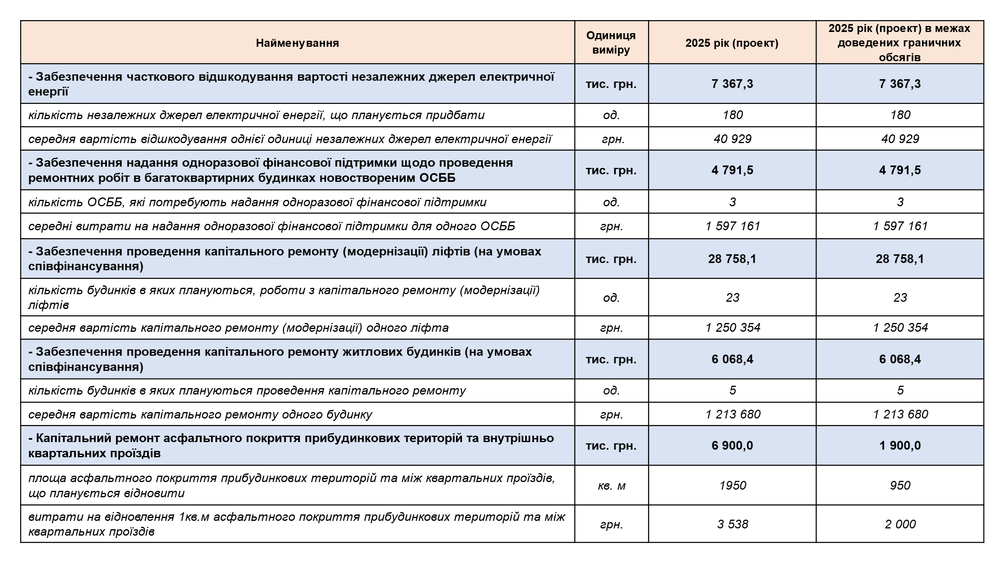 Найменування
Одиниця
виміру
2025 рік (проект)
2025 рік (проект) в межах
доведених граничних
обсягів
- Забезпечення часткового відшкодування вартості незалежних джерел електричної
енергії
тис. грн.
7 367,3
7 367,3
кількість незалежних джерел електричної енергії, що планується придбати
од.
180
180
середня вартість відшкодування однієї одиниці незалежних джерел електричної енергії
грн.
40 929
40 929
- Забезпечення надання одноразової фінансової підтримки щодо проведення
ремонтних робіт в багатоквартирних будинках новоствореним ОСББ
тис. грн.
4 791,5
4 791,5
кількість ОСББ, які потребують надання одноразової фінансової підтримки
од.
3
3
середні витрати на надання одноразової фінансової підтримки для одного ОСББ
грн.
1 597 161
1 597 161
- Забезпечення проведення капітального ремонту (модернізації) ліфтів (на умовах
співфінансування)
тис. грн.
28 758,1
28 758,1
кількість будинків в яких плануються, роботи з капітального ремонту (модернізації)
ліфтів
од.
23
23
середня вартість капітального ремонту (модернізації) одного ліфта
грн.
1 250 354
1 250 354
- Забезпечення проведення капітального ремонту житлових будинків (на умовах
співфінансування)
тис. грн.
6 068,4
6 068,4
кількість будинків в яких плануються проведення капітального ремонту
од.
5
5
середня вартість капітального ремонту одного будинку
грн.
1 213 680
1 213 680
- Капітальний ремонт асфальтного покриття прибудинкових територій та внутрішньо
квартальних проїздів
тис. грн.
6 900,0
1 900,0
площа асфальтного покриття прибудинкових територій та між квартальних проїздів,
що планується відновити
кв. м
1950
950
витрати на відновлення 1кв.м асфальтного покриття прибудинкових територій та між
квартальних проїздів
грн.
3 538
2 000